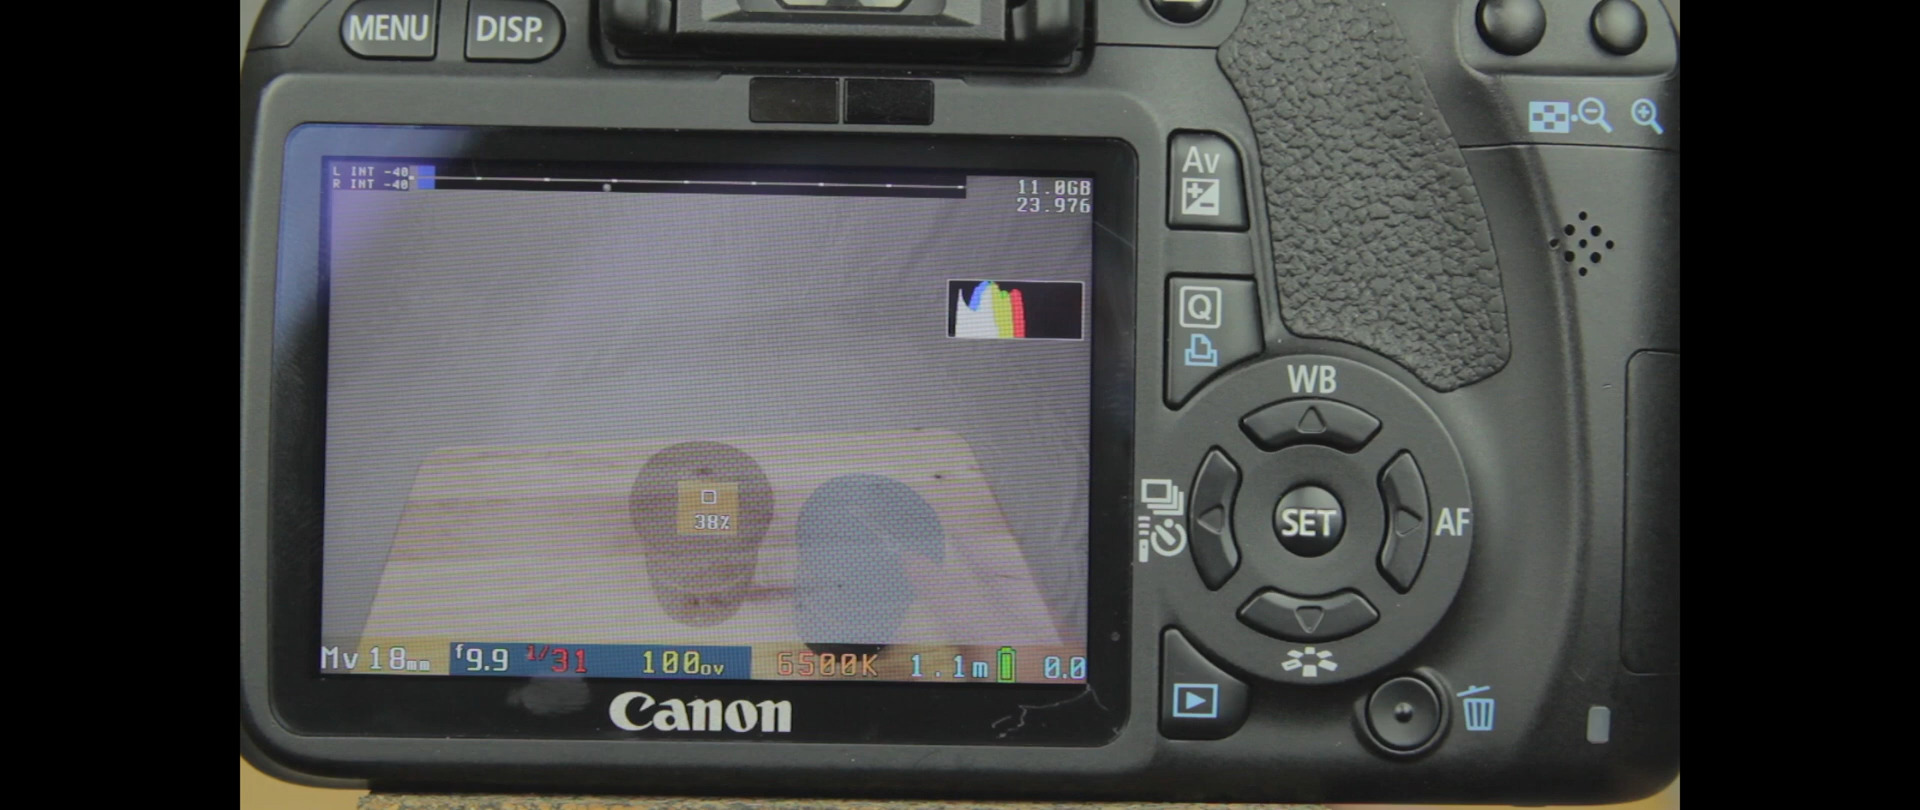 MENU DISP.
L INT -40
R INT -40
11.0GB
23.976
Av
Q
WB
38%
SET
AF
Mv 18mm f9.9 1/31 100ov 6500K 1.1m 0.0
Canon